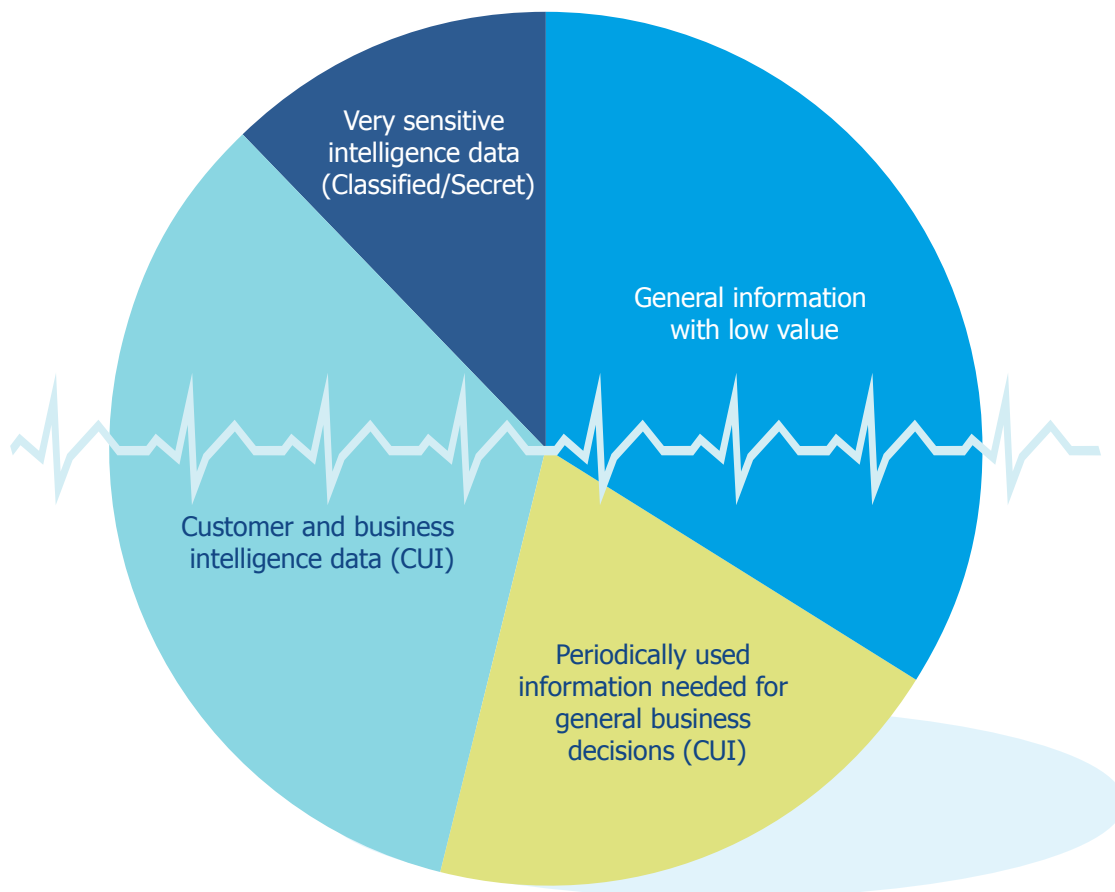 Very sensitive
intelligence data
(Classified/Secret)
General information
with low value
Customer and business
intelligence data (CUI)
Periodically used
information needed for
general business
decisions (CUI)